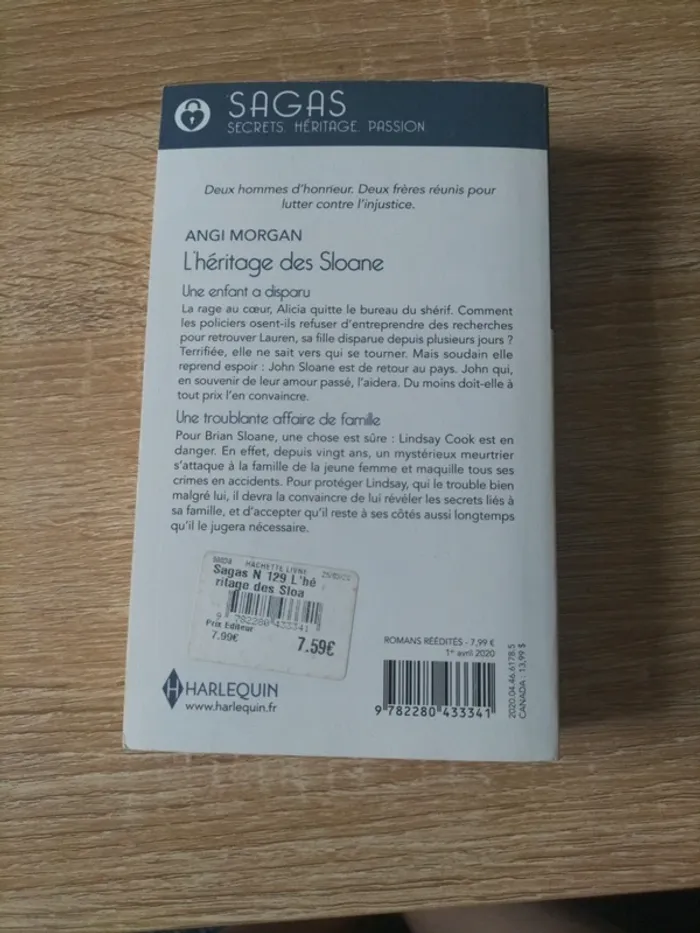 SAGAS
SECRETS. HÉRITAGE. PASSION.
Deux hommes d'honneur. Deux frères réunis pour
lutter contre l'injustice.
ANGI MORGAN
L'héritage des Sloane
Une enfant a disparu
La rage au cœur, Alicia quitte le bureau du shérif. Comment
les policiers osent-ils refuser d'entreprendre des recherches
pour retrouver Lauren, sa fille disparue depuis plusieurs jours ?
Terrifiée, elle ne sait vers qui se tourner. Mais soudain elle
reprend espoir : John Sloane est de retour au pays. John qui,
en souvenir de leur amour passé, l'aidera. Du moins doit-elle à
tout prix l'en convaincre.
Une troublante affaire de famille
Pour Brian Sloane, une chose est sûre : Lindsay Cook est en
danger. En effet, depuis vingt ans, un mystérieux meurtrier
s'attaque à la famille de la jeune femme et maquille tous ses
crimes en accidents. Pour protéger Lindsay, qui le trouble bien
malgré lui, il devra la convaincre de lui révéler les secrets liés à
sa famille, et d'accepter qu'il reste à ses côtés aussi longtemps
qu'il le jugera nécessaire.
HACHETTE LIVRE
Sagas N 129 L'hé
ritage des Sloa
9 782280 433341
Prix Editeur
7.99€
7.59€
ROMANS RÉÉDITÉS - 7,99 €
1er avril 2020
9 782280 433341
2020.04.46.6178.5
CANADA : 13,99 $
H HARLEQUIN
www.harlequin.fr